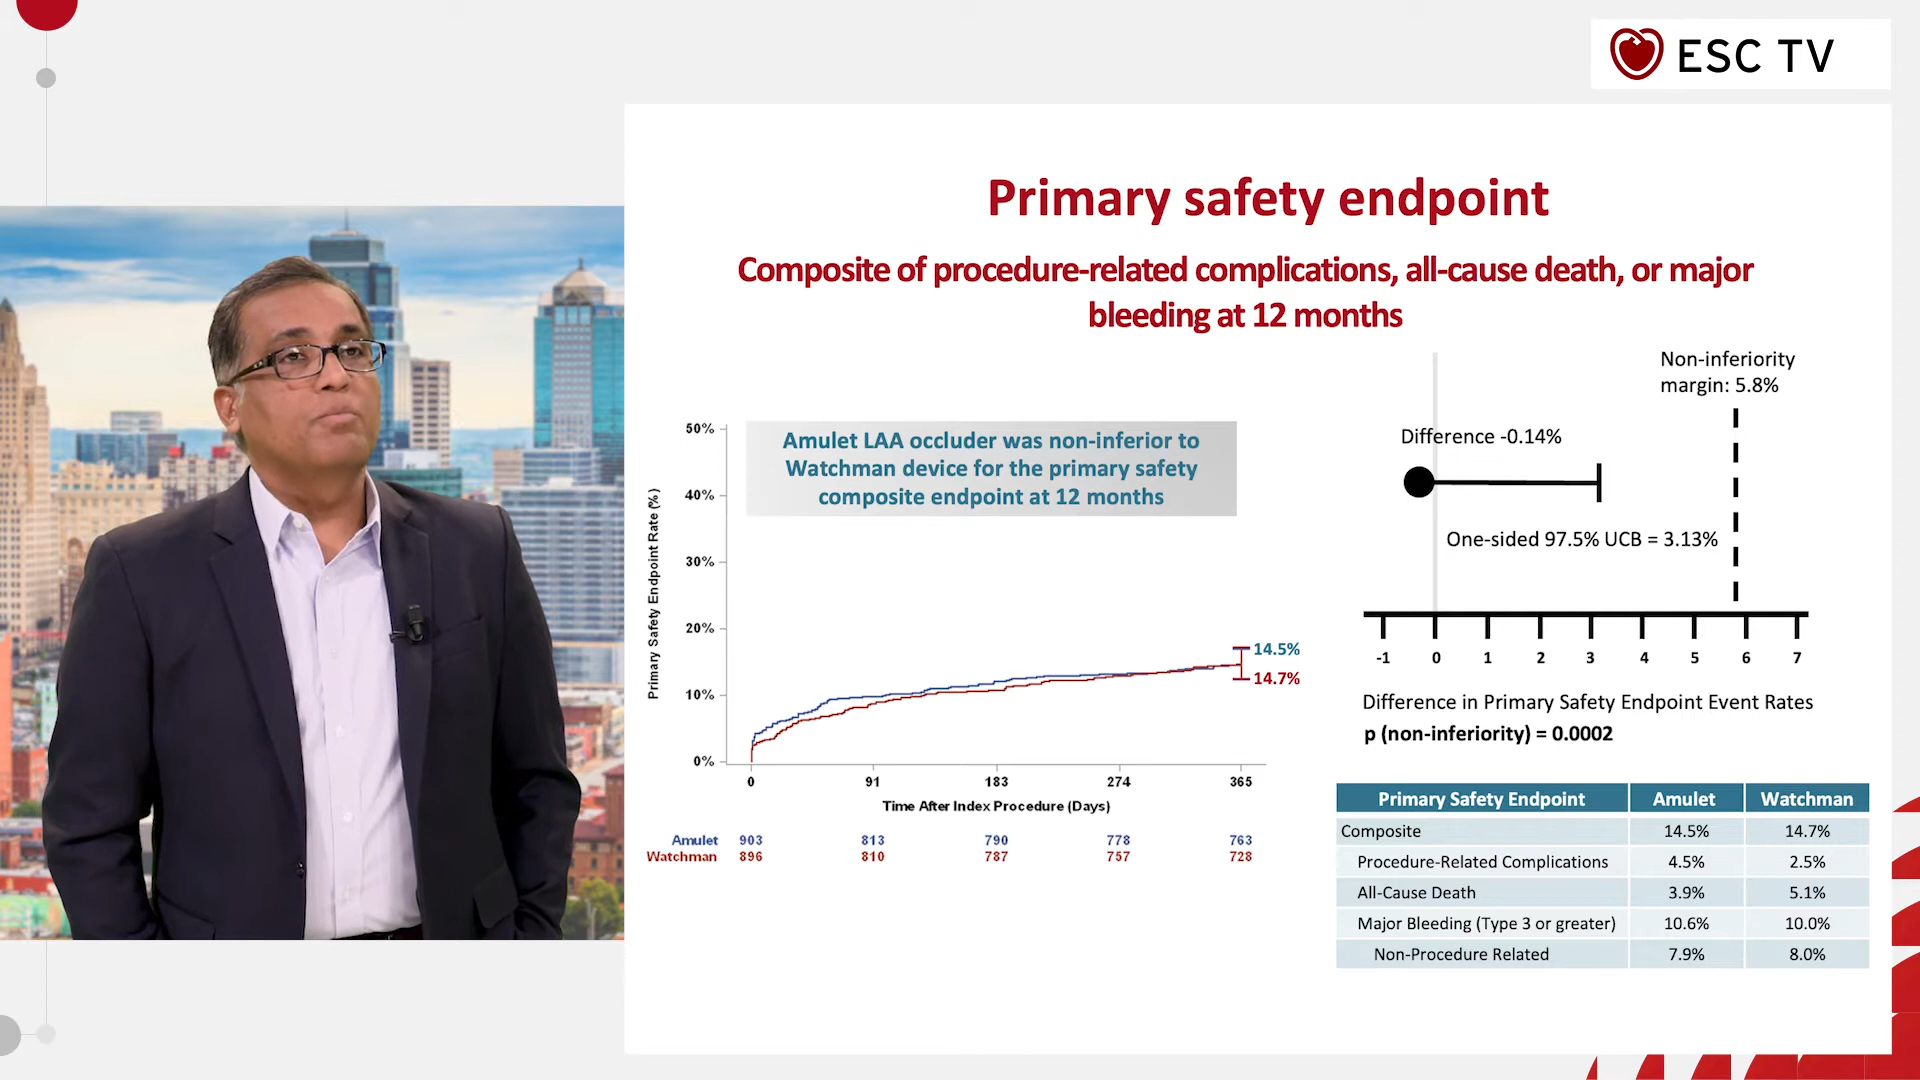 ESC TV
Primary safety endpoint
Composite of procedure-related complications, all-cause death, or major
bleeding at 12 months
Amulet LAA occluder was non-inferior to
Watchman device for the primary safety
composite endpoint at 12 months
Primary Safety Endpoint Rate (%)
50%
40%
30%
20%
10%
0%
14.5%
14.7%
0 91 183 274 365
Time After Index Procedure (Days)
Amulet 903 813 790 778 763
Watchman 896 810 787 757 728
Non-inferiority
margin: 5.8%
Difference -0.14%
One-sided 97.5% UCB = 3.13%
-1 0 1 2 3 4 5 6 7
Difference in Primary Safety Endpoint Event Rates
p (non-inferiority) = 0.0002
Primary Safety Endpoint Amulet Watchman
Composite 14.5% 14.7%
Procedure-Related Complications 4.5% 2.5%
All-Cause Death 3.9% 5.1%
Major Bleeding (Type 3 or greater) 10.6% 10.0%
Non-Procedure Related 7.9% 8.0%